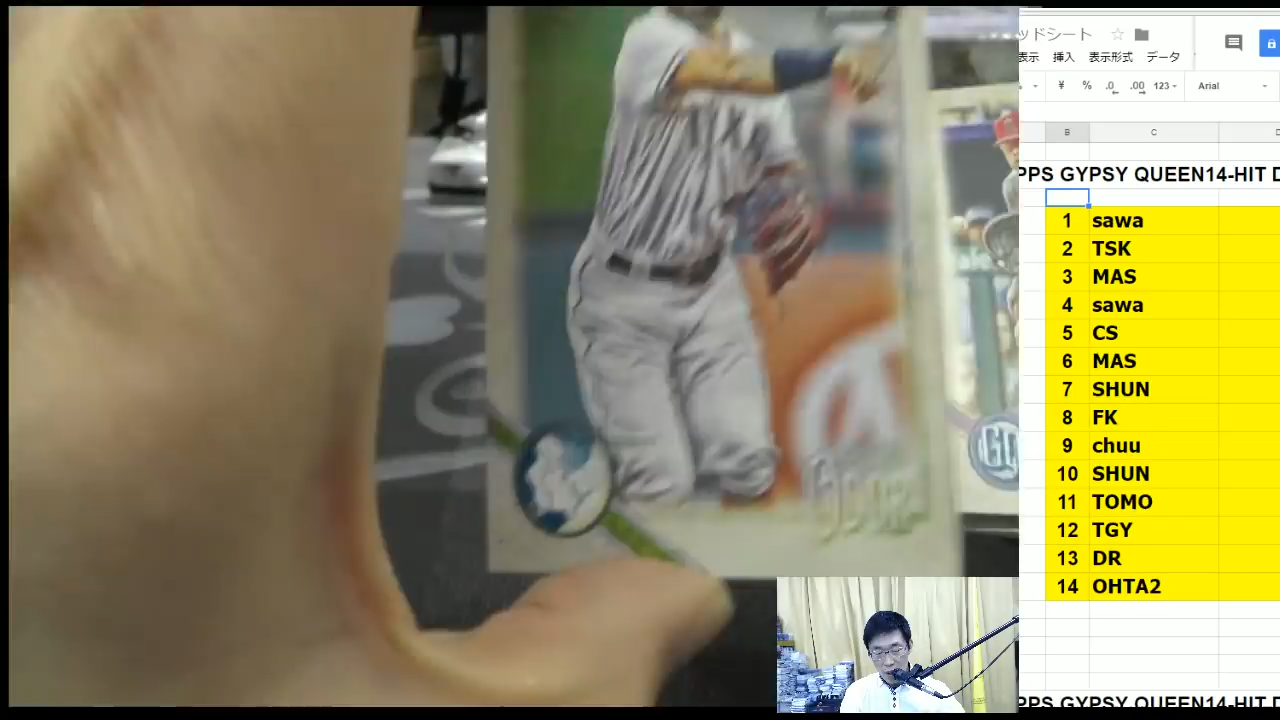 ッドシート
表示 挿入 表示形式 データ
% ¥ % .0 .00 123 Arial
B C D
PPS GYPSY QUEEN14-HIT D
1 sawa
2 TSK
3 MAS
4 sawa
5 CS
6 MAS
7 SHUN
8 FK
9 chuu
10 SHUN
11 TOMO
12 TGY
13 DR
14 OHTA2
PPS GYPSY QUEEN14-HIT D
GQ